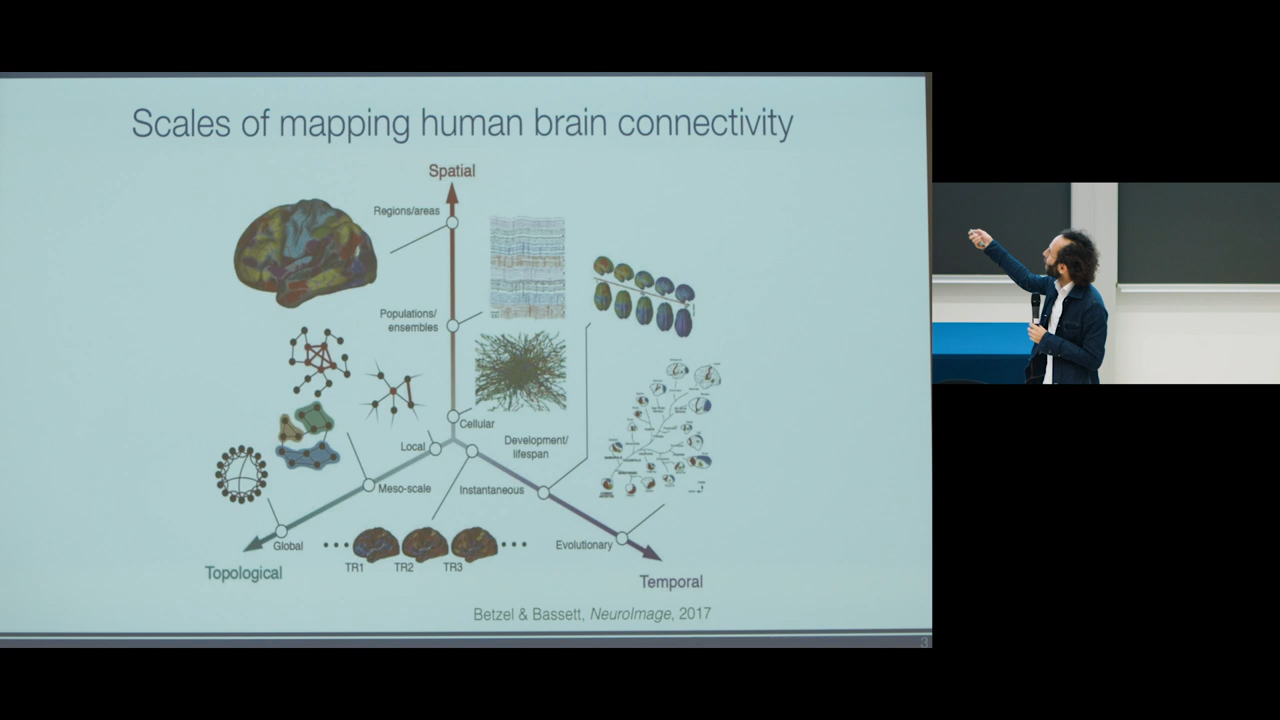 Scales of mapping human brain connectivity
Spatial
Regions/areas
Populations/
ensembles
Cellular
Local
Development/
lifespan
Meso-scale
Instantaneous
Global
Evolutionary
TR1
TR2
TR3
Topological
Temporal
Betzel & Bassett, NeuroImage, 2017
3